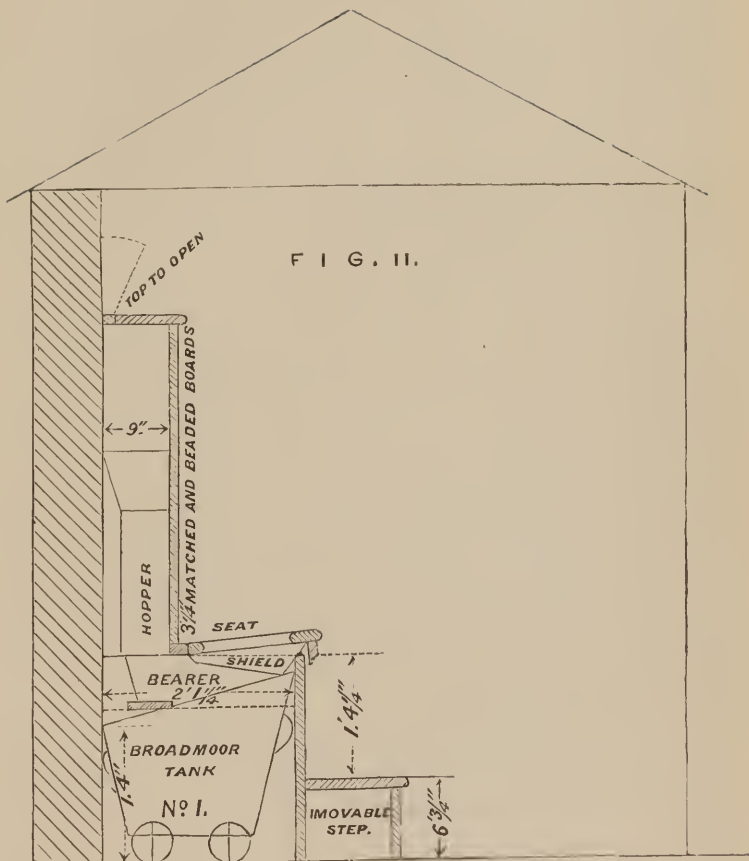 FIG. 11.
TOP TO OPEN
9"
3/4" MATCHED AND BEADED BOARDS
HOPPER
SEAT
SHIELD
BEARER
2' 1 1/4"
1' 4 1/4"
BROADMOOR
TANK
No 1.
1' 4"
IMOVABLE
STEP.
6 3/4"